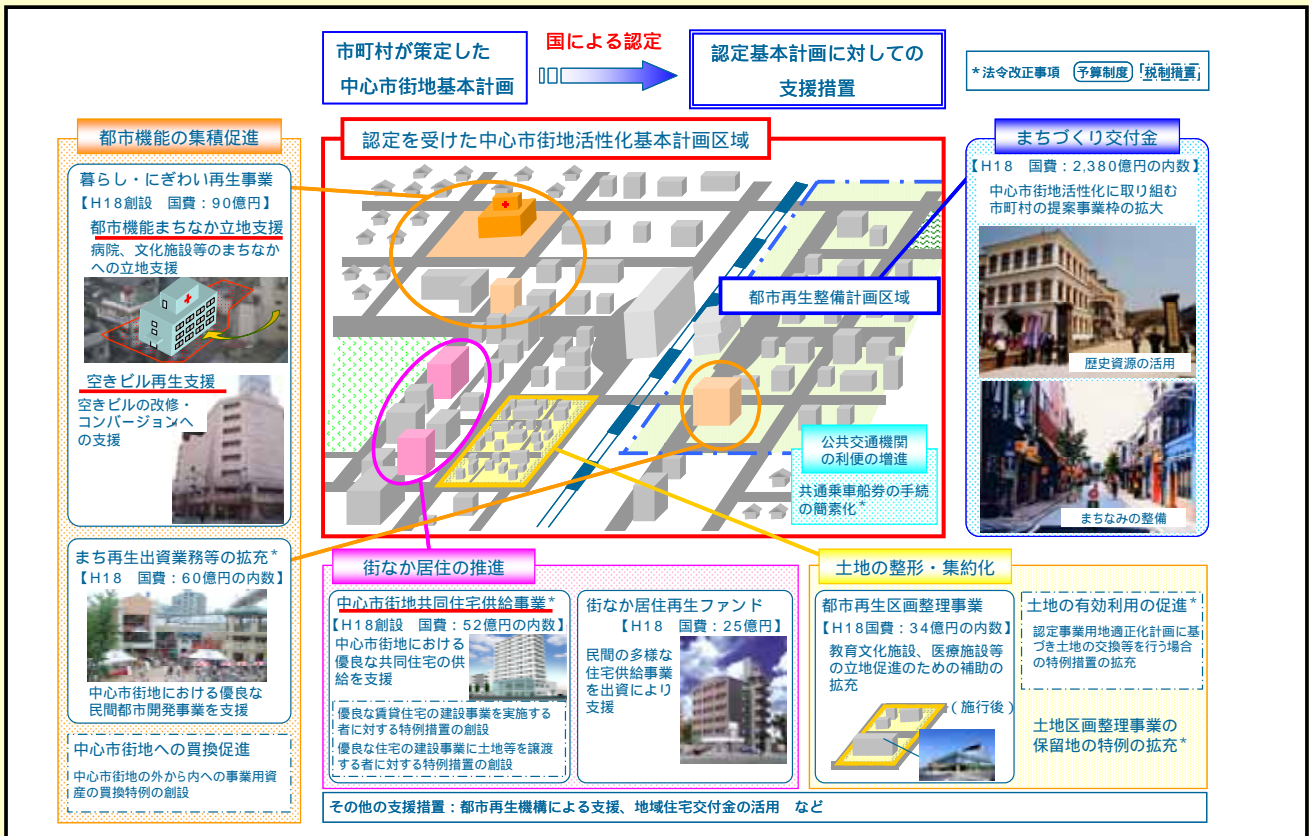 市町村が策定した
中心市街地基本計画
国による認定
認定基本計画に対しての
支援措置
*法令改正事項 予算制度 税制措置
都市機能の集積促進
暮らし・にぎわい再生事業
【H18創設 国費：90億円】
都市機能まちなか立地支援
病院、文化施設等のまちなか
への立地支援
空きビル再生支援
空きビルの改修・
コンバージョンへ
の支援
まち再生出資業務等の拡充*
【H18 国費：60億円の内数】
中心市街地における優良な
民間都市開発事業を支援
中心市街地への買換促進
中心市街地の外から内への事業用資
産の買換特例の創設
認定を受けた中心市街地活性化基本計画区域
都市再生整備計画区域
公共交通機関
の利便の増進
共通乗車船券の手続
の簡素化*
まちづくり交付金
【H18 国費：2,380億円の内数】
中心市街地活性化に取り組む
市町村の提案事業枠の拡大
歴史資源の活用
まちなみの整備
街なか居住の推進
中心市街地共同住宅供給事業*
【H18創設 国費：52億円の内数】
中心市街地における
優良な共同住宅の供
給を支援
優良な賃貸住宅の建設事業を実施する
者に対する特例措置の創設
優良な住宅の建設事業に土地等を譲渡
する者に対する特例措置の創設
街なか居住再生ファンド
【H18 国費：25億円】
民間の多様な
住宅供給事業
を出資により
支援
土地の整形・集約化
都市再生区画整理事業
【H18国費：34億円の内数】
教育文化施設、医療施設等
の立地促進のための補助の
拡充
（施行後）
土地の有効利用の促進*
認定事業用地適正化計画に基
づき土地の交換等を行う場合
の特例措置の拡充
土地区画整理事業の
保留地の特例の拡充*
その他の支援措置：都市再生機構による支援、地域住宅交付金の活用 など